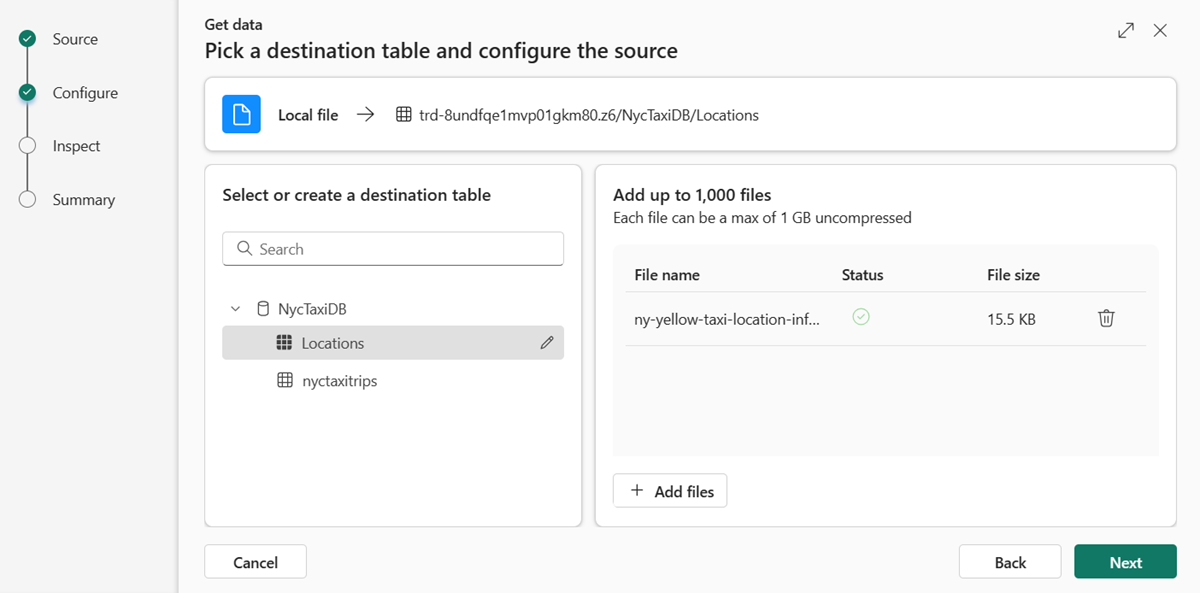 Source
Configure
Inspect
Summary
Get data
Pick a destination table and configure the source
Local file
trd-8undfqe1mvp01gkm80.z6/NycTaxiDB/Locations
Select or create a destination table
Search
NycTaxiDB
Locations
nyctaxitrips
Add up to 1,000 files
Each file can be a max of 1 GB uncompressed
File name Status File size
ny-yellow-taxi-location-inf... 15.5 KB
Add files
Cancel Back Next